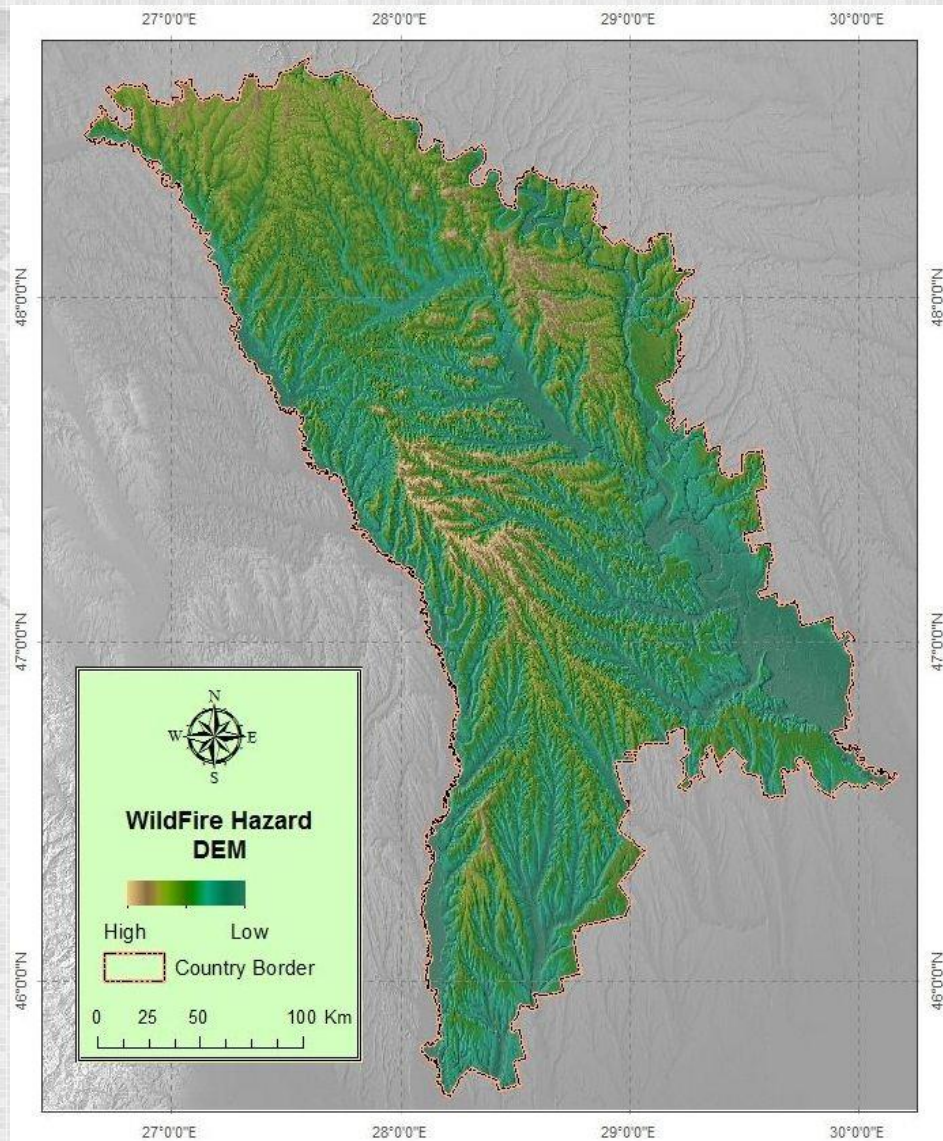 27°0'0"E 28°0'0"E 29°0'0"E 30°0'0"E
48°0'0"N 48°0'0"N
47°0'0"N 47°0'0"N
N
W E
S
WildFire Hazard
DEM
High Low
Country Border
46°0'0"N 46°0'0"N
0 25 50 100 Km
27°0'0"E 28°0'0"E 29°0'0"E 30°0'0"E